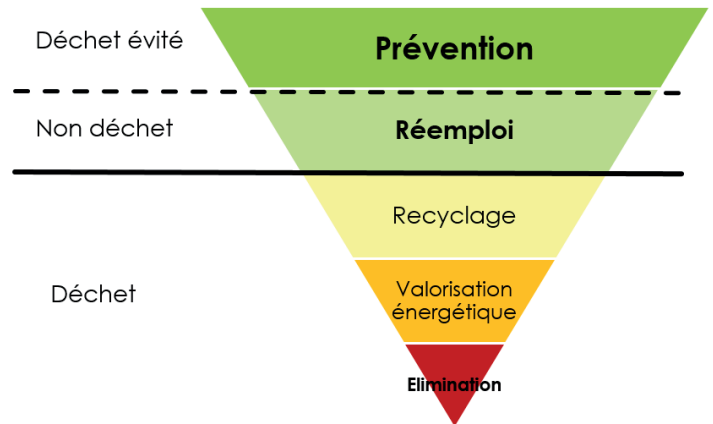 Déchet évité
Prévention
Non déchet
Réemploi
Recyclage
Déchet
Valorisation
énergétique
Elimination